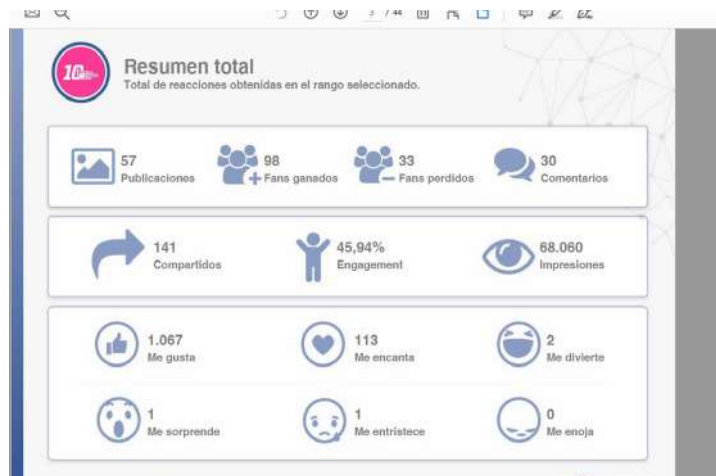 3 / 44
Resumen total
Total de reacciones obtenidas en el rango seleccionado.
57
Publicaciones
98
Fans ganados
33
Fans perdidos
30
Comentarios
141
Compartidos
45,94%
Engagement
68.060
Impresiones
1.067
Me gusta
113
Me encanta
2
Me divierte
1
Me sorprende
1
Me entristece
0
Me enoja